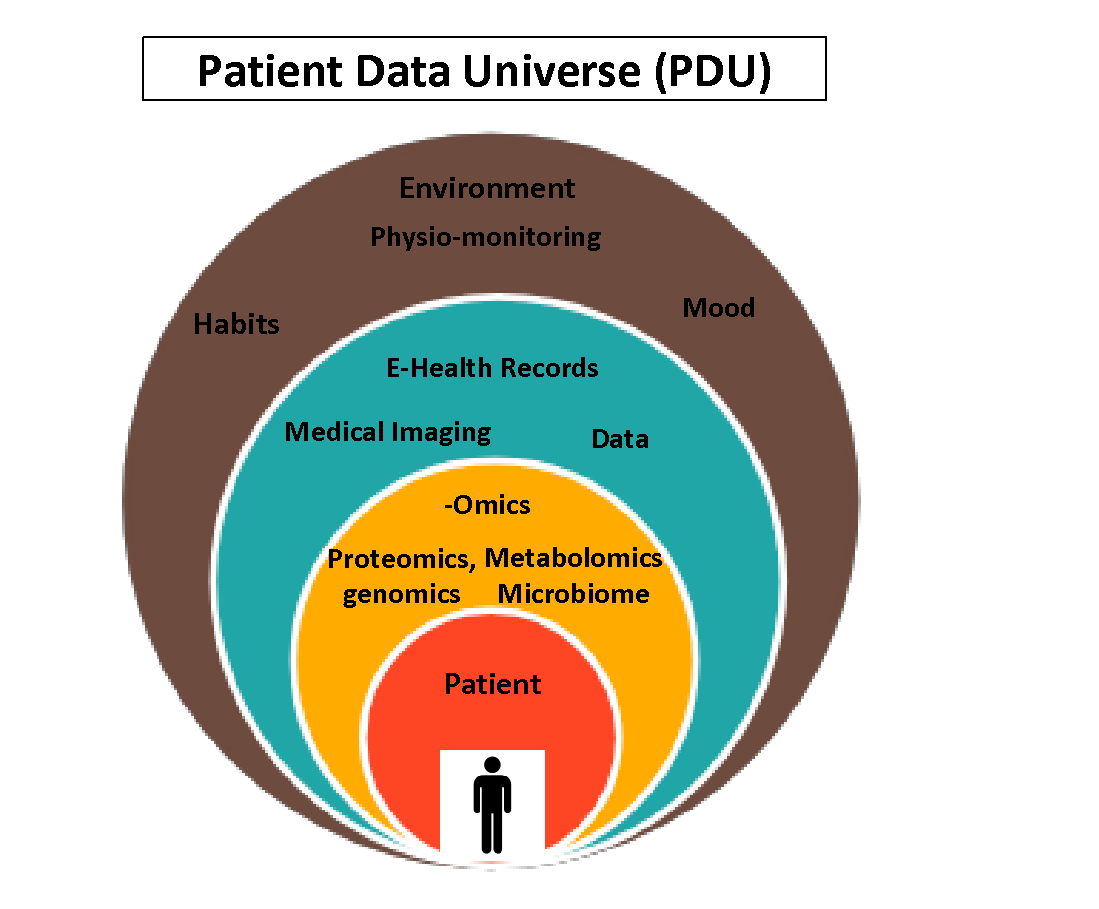 Patient Data Universe (PDU)
Environment
Physio-monitoring
Habits
Mood
E-Health Records
Medical Imaging
Data
-Omics
Proteomics, Metabolomics
genomics Microbiome
Patient